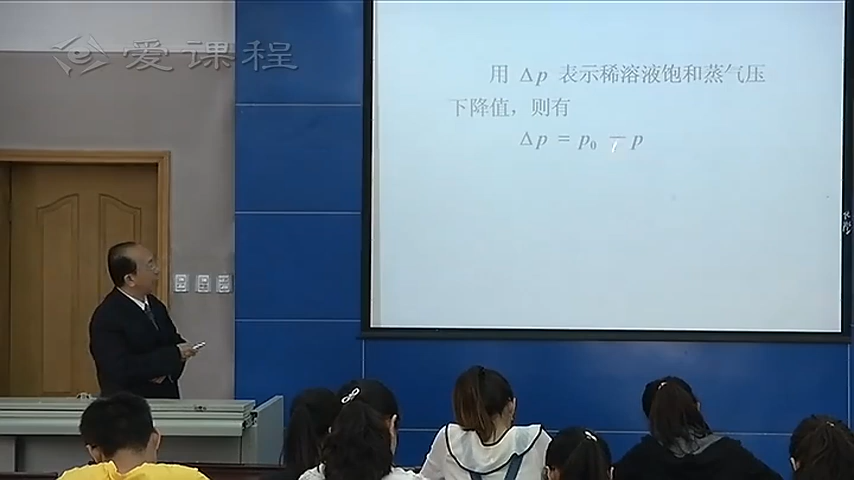 爱课程
用 Δp 表示稀溶液饱和蒸气压
下降值，则有
Δp = p₀ − p